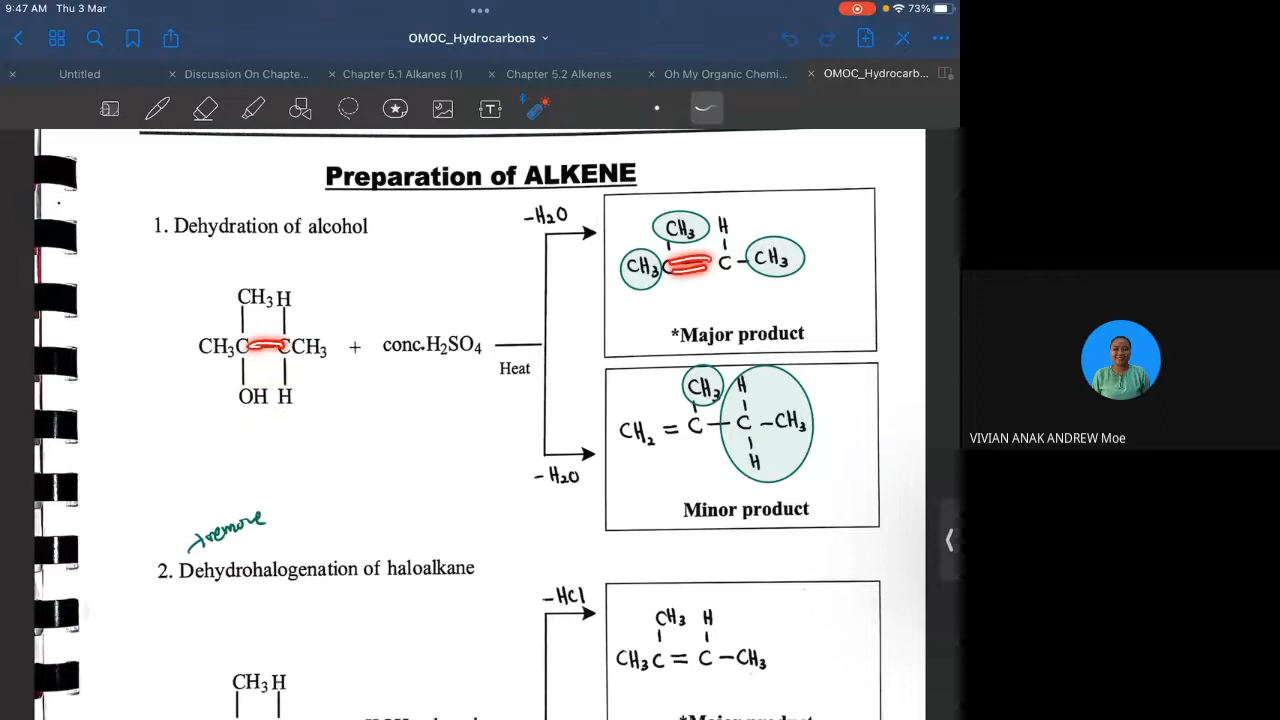 9:47 AM Thu 3 Mar
73%
OMOC_Hydrocarbons
Untitled
Discussion On Chapte...
Chapter 5.1 Alkanes (1)
Chapter 5.2 Alkenes
Oh My Organic Chemi...
OMOC_Hydrocarb...
Preparation of ALKENE
1. Dehydration of alcohol
CH₃ H
CH₃C CCH₃ + conc. H₂SO₄
OH H
Heat
-H₂O
CH₃ H
CH₃C C-CH₃
*Major product
-H₂O
CH₃ H
CH₂ = C - C - CH₃
H
Minor product
remove
2. Dehydrohalogenation of haloalkane
-HCl
CH₃ H
CH₃C = C - CH₃
CH₃ H
VIVIAN ANAK ANDREW Moe